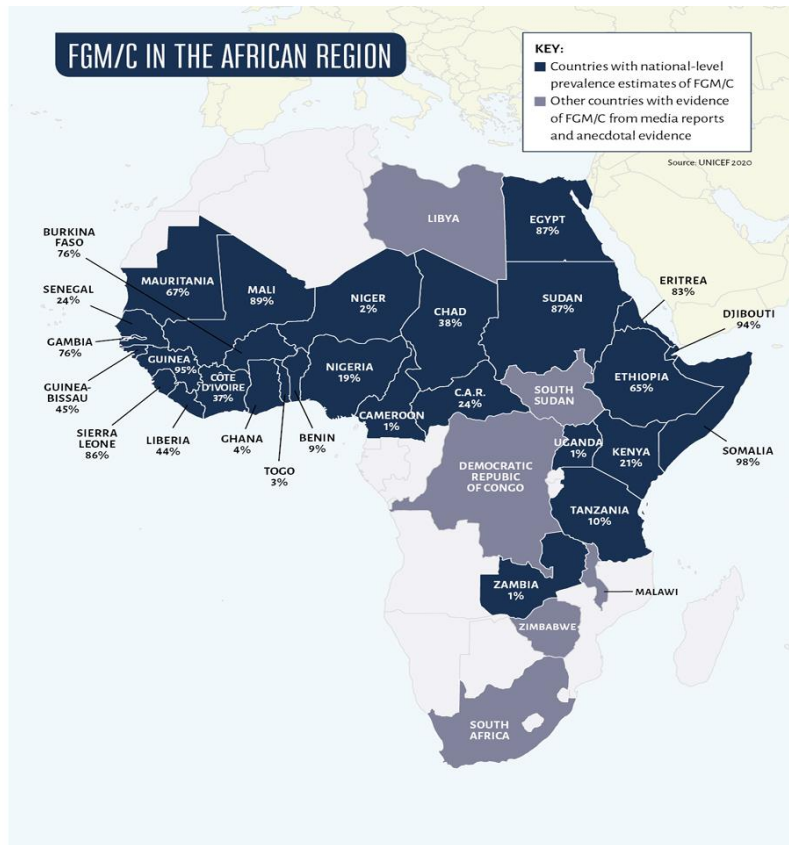 FGM/C IN THE AFRICAN REGION
KEY:
Countries with national-level
prevalence estimates of FGM/C
Other countries with evidence
of FGM/C from media reports
and anecdotal evidence
Source: UNICEF 2020
LIBYA
EGYPT
87%
BURKINA
FASO
76%
MAURITANIA
67%
MALI
89%
NIGER
2%
CHAD
38%
SUDAN
87%
ERITREA
83%
SENEGAL
24%
DJIBOUTI
94%
GAMBIA
76%
GUINEA
95%
CÔTE
D'IVOIRE
37%
NIGERIA
19%
C.A.R.
24%
SOUTH
SUDAN
ETHIOPIA
65%
GUINEA-
BISSAU
45%
SIERRA
LEONE
86%
LIBERIA
44%
GHANA
4%
TOGO
3%
BENIN
9%
CAMEROON
1%
UGANDA
1%
KENYA
21%
SOMALIA
98%
DEMOCRATIC
REPUBLIC
OF CONGO
TANZANIA
10%
ZAMBIA
1%
MALAWI
ZIMBABWE
SOUTH
AFRICA